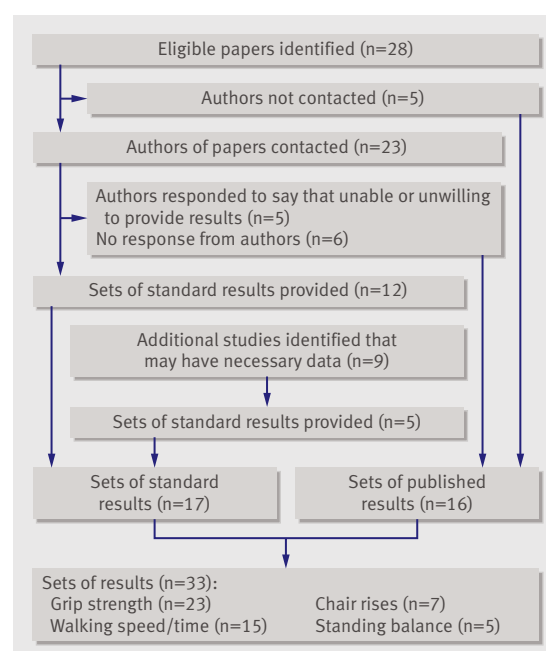 Eligible papers identified (n=28)
Authors not contacted (n=5)
Authors of papers contacted (n=23)
Authors responded to say that unable or unwilling
to provide results (n=5)
No response from authors (n=6)
Sets of standard results provided (n=12)
Additional studies identified that
may have necessary data (n=9)
Sets of standard results provided (n=5)
Sets of standard
results (n=17)
Sets of published
results (n=16)
Sets of results (n=33):
Grip strength (n=23)
Walking speed/time (n=15)
Chair rises (n=7)
Standing balance (n=5)